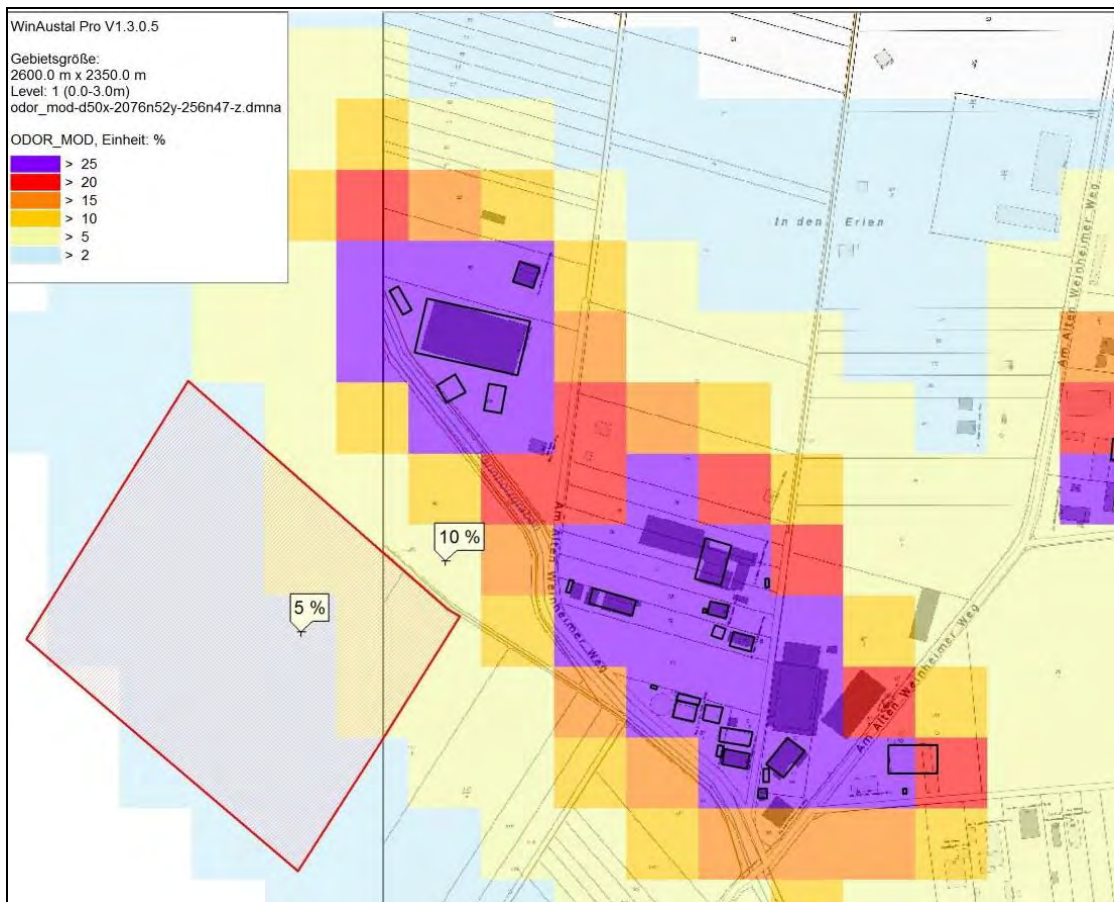 WinAustal Pro V1.3.0.5
Gebietsgröße:
2600.0 m x 2350.0 m
Level: 1 (0.0-3.0m)
odor_mod-d50x-2076n52y-256n47-z.dmna
ODOR_MOD, Einheit: %
> 25
> 20
> 15
> 10
> 5
> 2
In den Erlen
Am Alten Weinheimer Weg
10 %
Am Alten Weinheimer Weg
5 %
Am Alten Weinheimer Weg